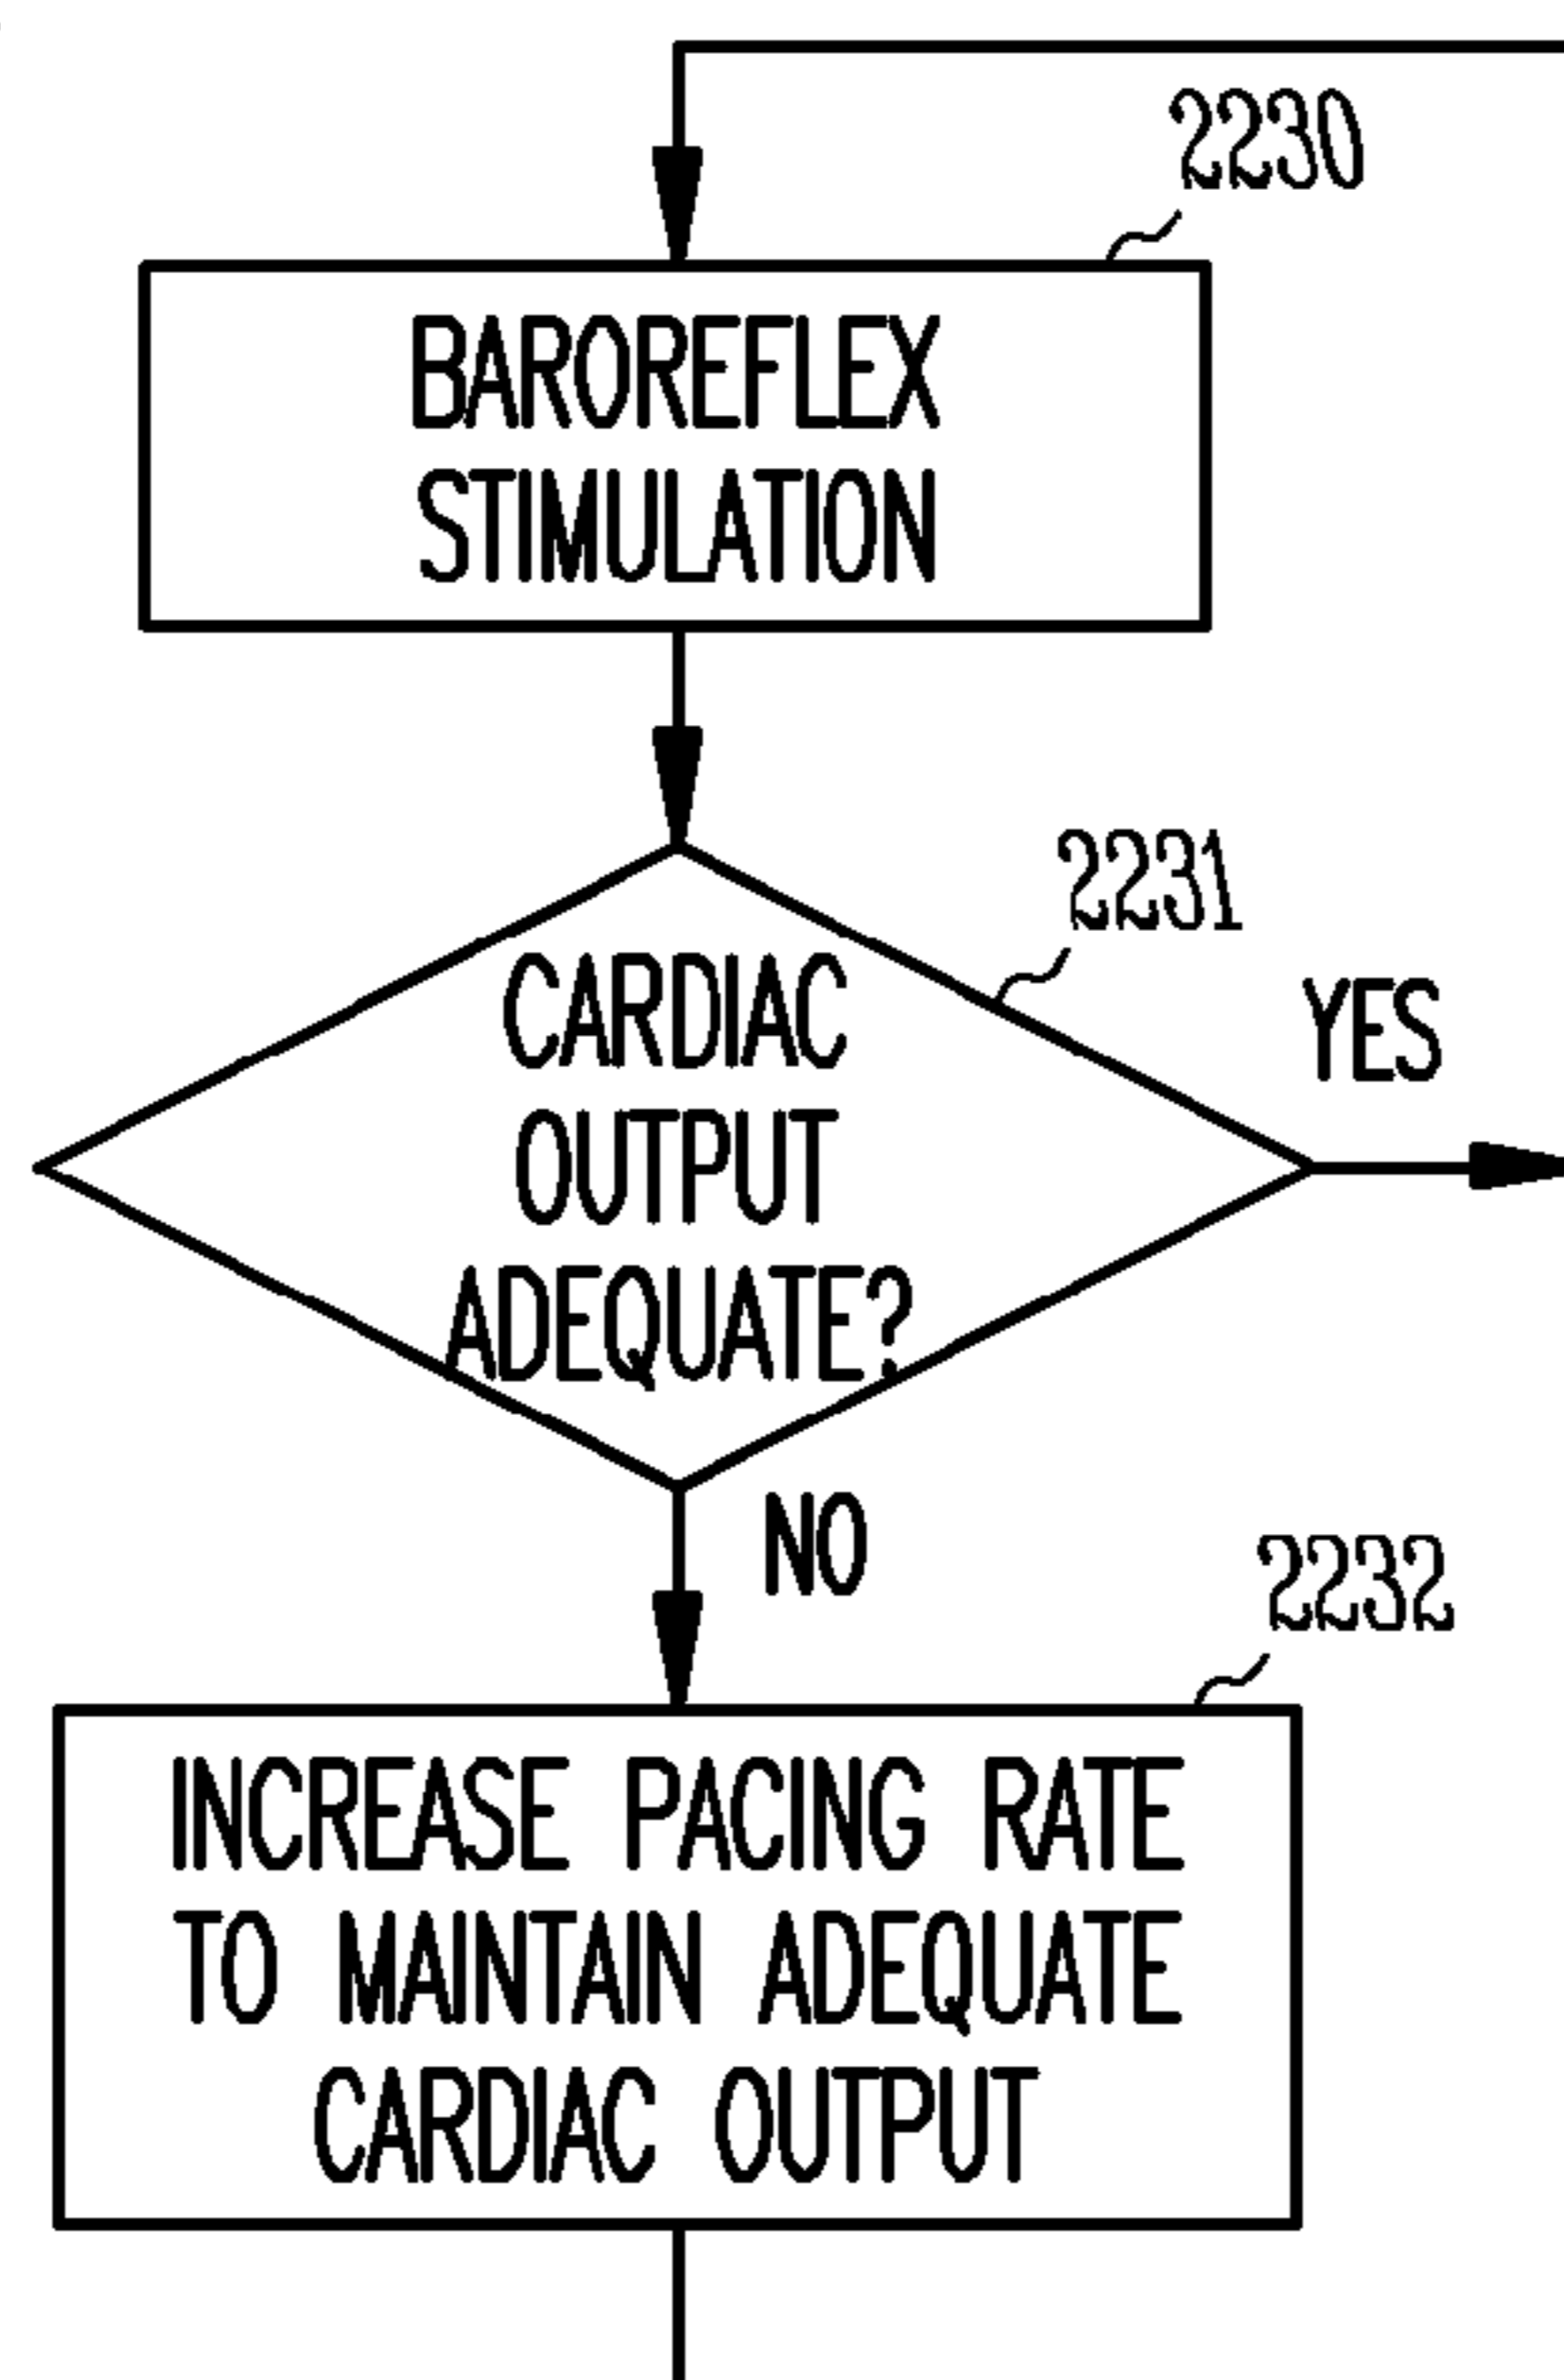 2230
BAROREFLEX
STIMULATION
2231
CARDIAC
OUTPUT
ADEQUATE?
YES
NO
2232
INCREASE PACING RATE
TO MAINTAIN ADEQUATE
CARDIAC OUTPUT